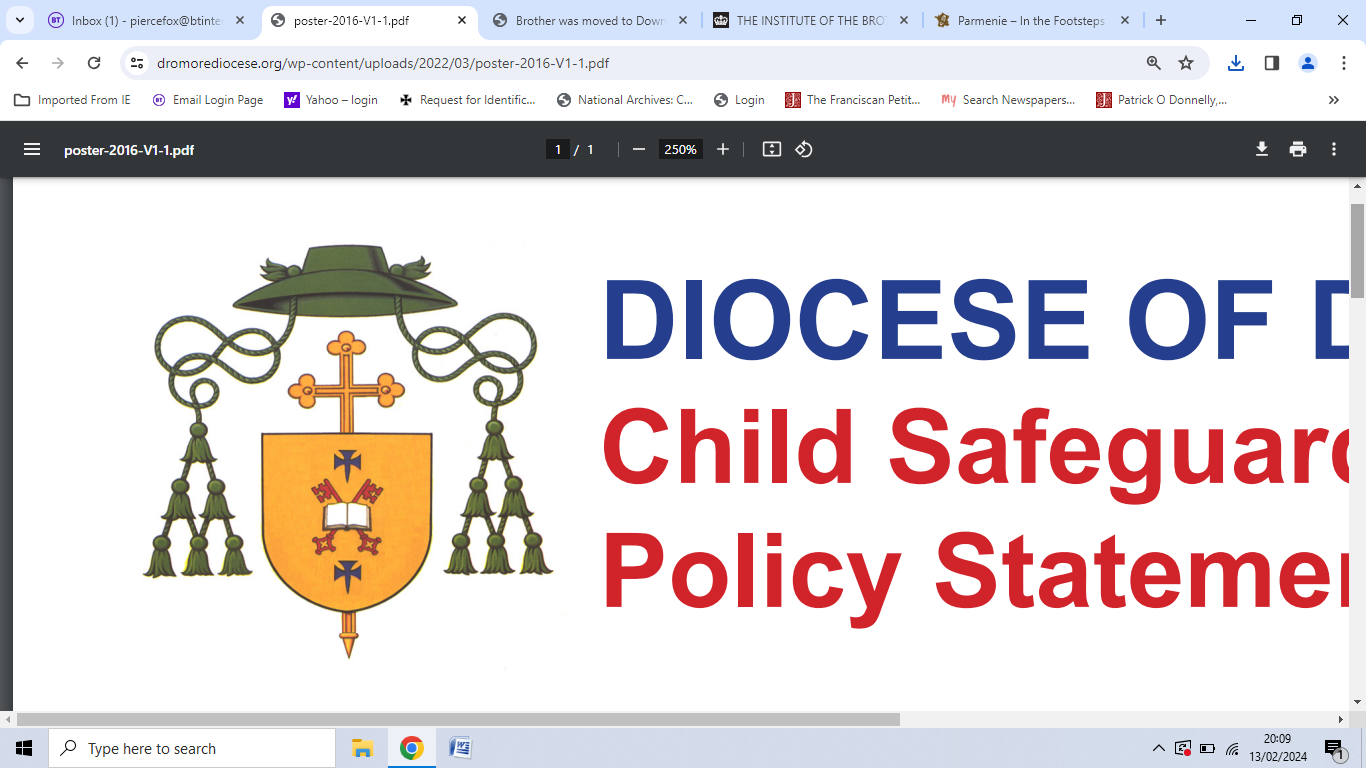 Inbox (1) - piercefox@btinte
poster-2016-V1-1.pdf
Brother was moved to Down
THE INSTITUTE OF THE BRO
Parmenie – In the Footsteps
dromorediocese.org/wp-content/uploads/2022/03/poster-2016-V1-1.pdf
Imported From IE
BT Email Login Page
Yahoo – login
Request for Identific...
National Archives: C...
Login
The Franciscan Petit...
My Search Newspapers...
Patrick O Donnelly,...
poster-2016-V1-1.pdf
1 / 1
250%
DIOCESE OF D
Child Safeguard
Policy Statemen
Type here to search
20:09
13/02/2024
1